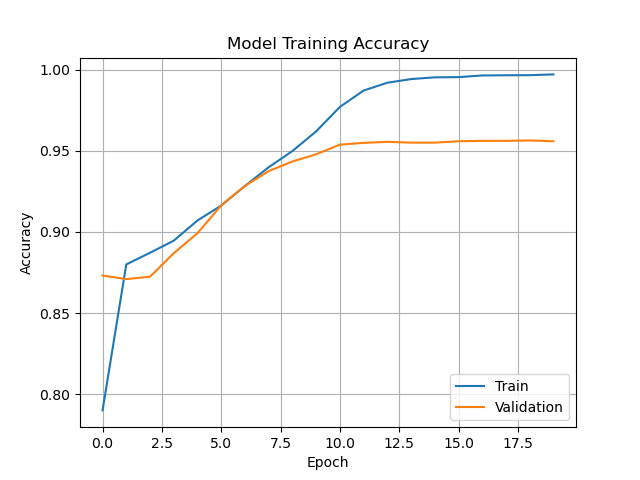 Model Training Accuracy
1.00
0.95
0.90
0.85
0.80
Accuracy
0.0 2.5 5.0 7.5 10.0 12.5 15.0 17.5
Epoch
Train
Validation